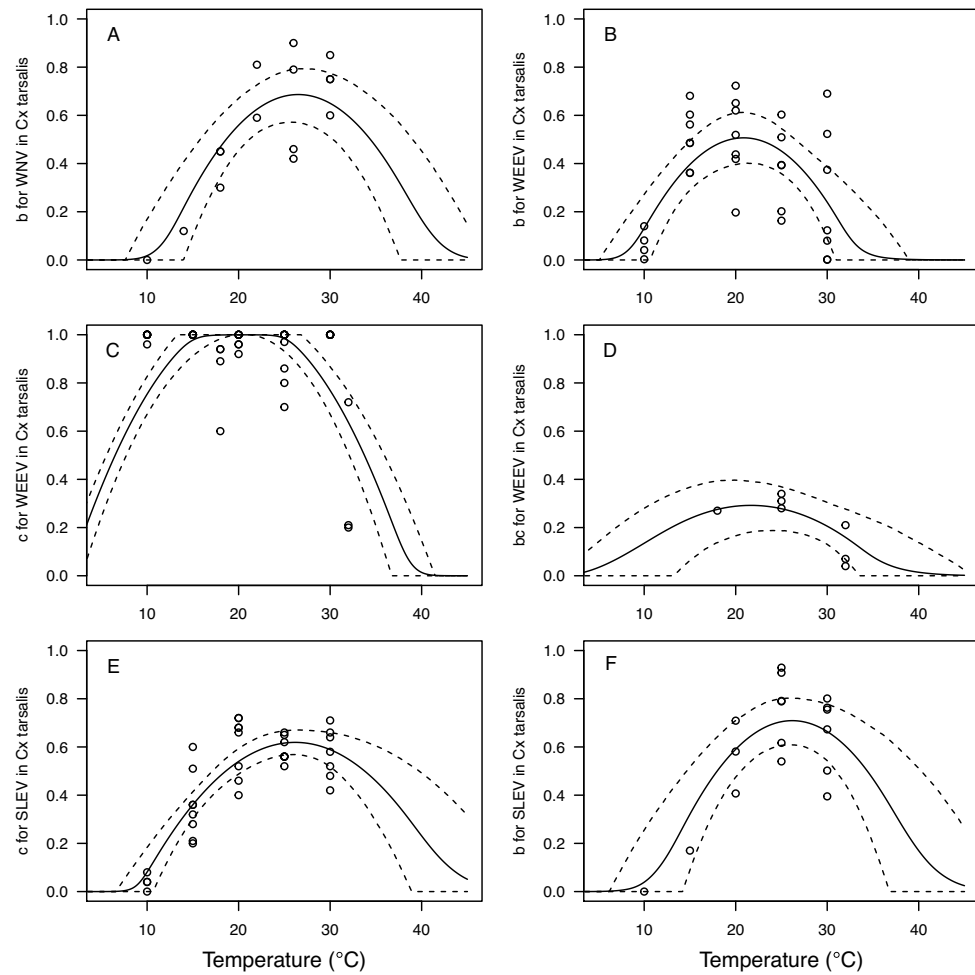 A
b for WNV in Cx tarsalis
1.0
0.8
0.6
0.4
0.2
0.0
10 20 30 40
B
b for WEEV in Cx tarsalis
1.0
0.8
0.6
0.4
0.2
0.0
10 20 30 40
C
c for WEEV in Cx tarsalis
1.0
0.8
0.6
0.4
0.2
0.0
10 20 30 40
D
bc for WEEV in Cx tarsalis
1.0
0.8
0.6
0.4
0.2
0.0
10 20 30 40
E
c for SLEV in Cx tarsalis
1.0
0.8
0.6
0.4
0.2
0.0
10 20 30 40
Temperature (°C)
F
b for SLEV in Cx tarsalis
1.0
0.8
0.6
0.4
0.2
0.0
10 20 30 40
Temperature (°C)